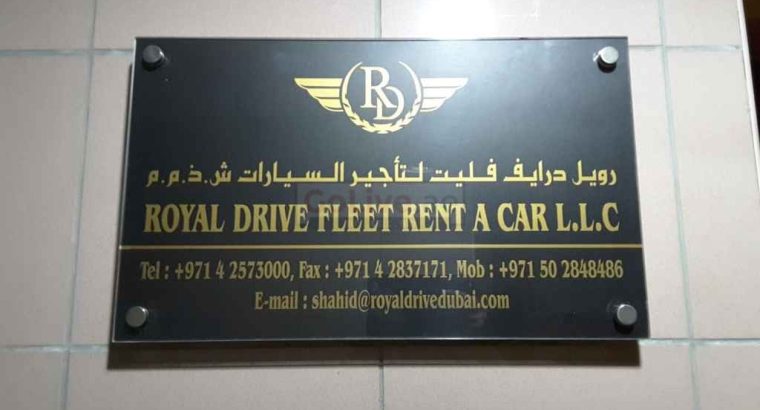 RD
رويل درايف فليت لتأجير السيارات ش.ذ.م.م
ROYAL DRIVE FLEET RENT A CAR L.L.C
Tel : +971 4 2573000, Fax : +971 4 2837171, Mob : +971 50 2848486
E-mail : shahid@royaldrivedubai.com